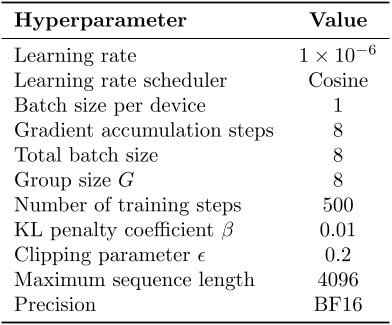 Hyperparameter Value
Learning rate 1 × 10⁻⁶
Learning rate scheduler Cosine
Batch size per device 1
Gradient accumulation steps 8
Total batch size 8
Group size G 8
Number of training steps 500
KL penalty coefficient β 0.01
Clipping parameter ϵ 0.2
Maximum sequence length 4096
Precision BF16